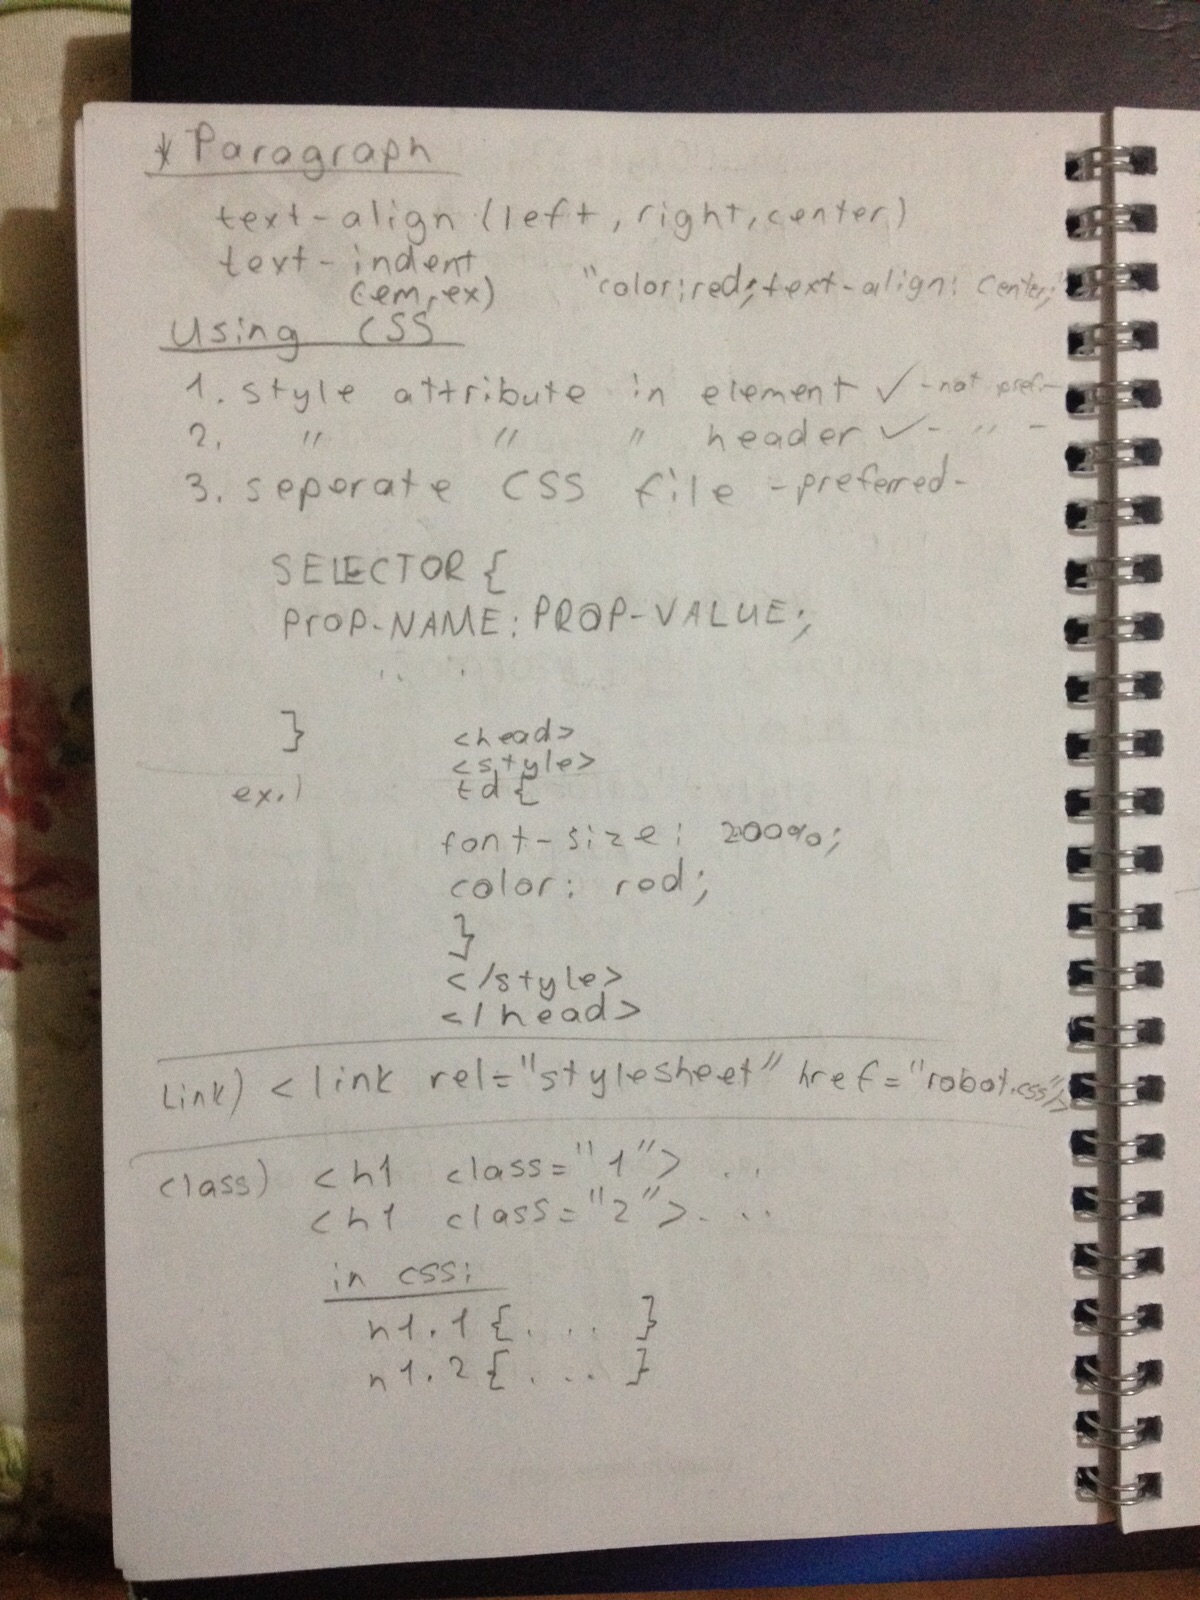 * Paragraph
text-align (left, right, center)
text-indent
(em, ex) "color:red; text-align: center;
Using CSS
1. style attribute in element ✓ -not pref.-
2. " " " header ✓ - " -
3. seperate CSS file -preferred-
SELECTOR {
PROP-NAME: PROP-VALUE;
.. .
}
<head>
<style>
ex.) td {
font-size: 200%;
color: red;
}
</style>
</head>
Link) <link rel="stylesheet" href="robot.css"/>
class) <h1 class="1"> ..
<h1 class="2"> ...
in css:
h1.1 { ... }
h1.2 { ... }